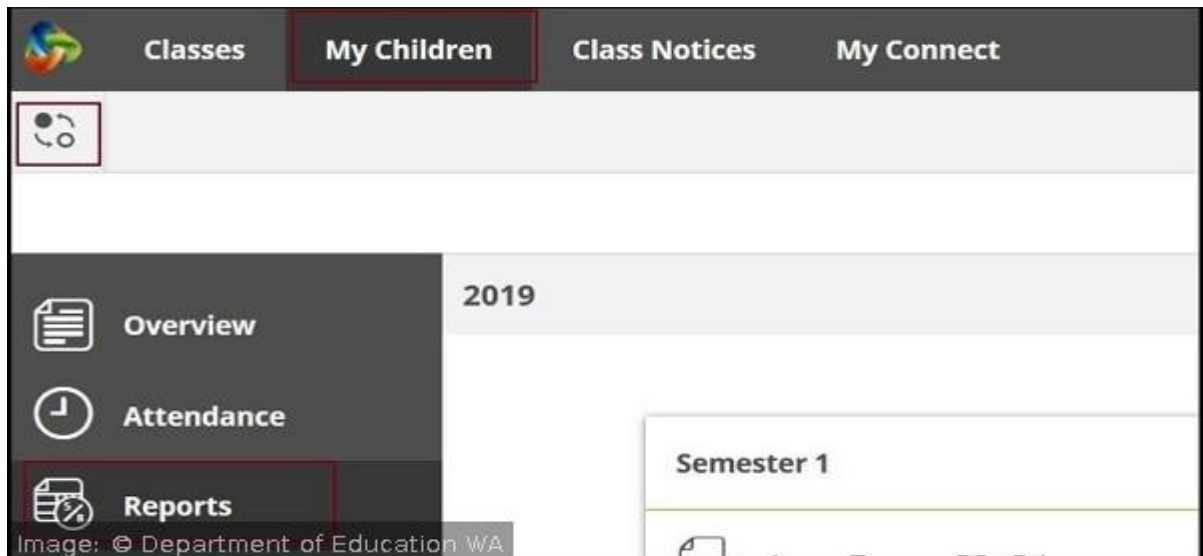 Classes My Children Class Notices My Connect
2019
Overview
Attendance
Semester 1
Reports
Image: © Department of Education WA